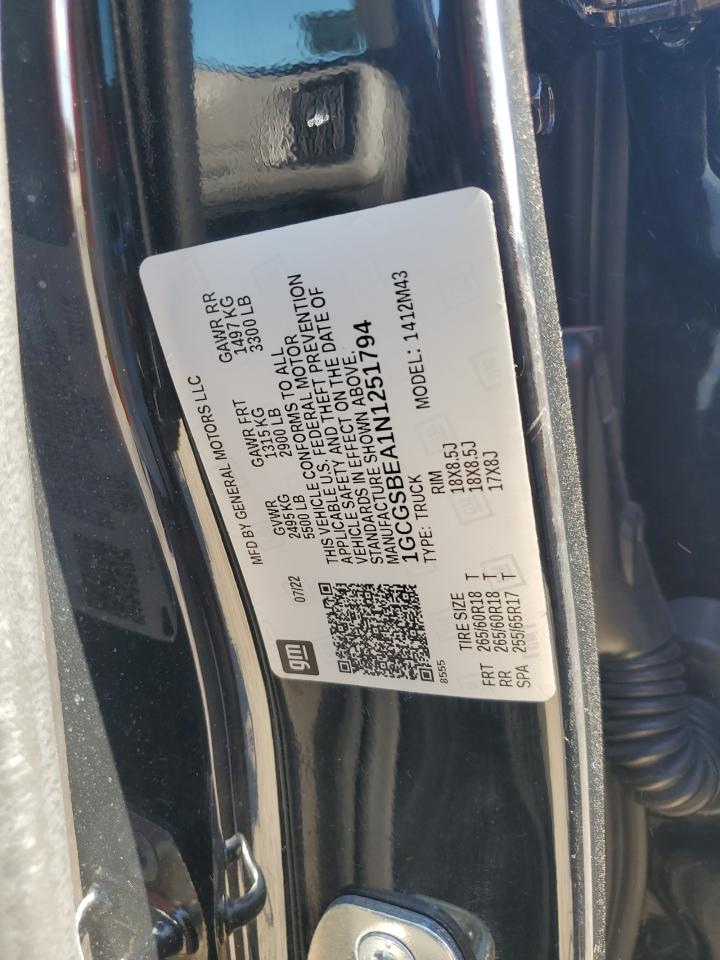 MFD BY GENERAL MOTORS LLC
gm
07/22
GVWR GAWR FRT GAWR RR
2495 KG 1315 KG 1497 KG
5500 LB 2900 LB 3300 LB
THIS VEHICLE CONFORMS TO ALL
APPLICABLE U.S. FEDERAL MOTOR
VEHICLE SAFETY AND THEFT PREVENTION
STANDARDS IN EFFECT ON THE DATE OF
MANUFACTURE SHOWN ABOVE.
1GCGSBEA1N1251794
8555
TYPE: TRUCK MODEL: 1412M43
TIRE SIZE RIM
FRT 265/60R18 T 18X8.5J
RR 265/60R18 T 18X8.5J
SPA 255/65R17 T 17X8J